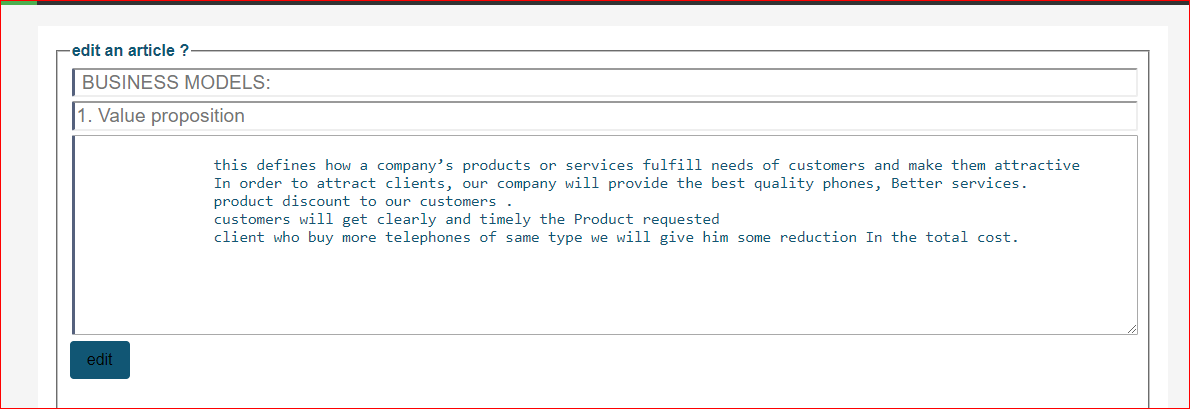 edit an article ?
BUSINESS MODELS:
1. Value proposition
this defines how a company’s products or services fulfill needs of customers and make them attractive
In order to attract clients, our company will provide the best quality phones, Better services.
product discount to our customers .
customers will get clearly and timely the Product requested
client who buy more telephones of same type we will give him some reduction In the total cost.
edit